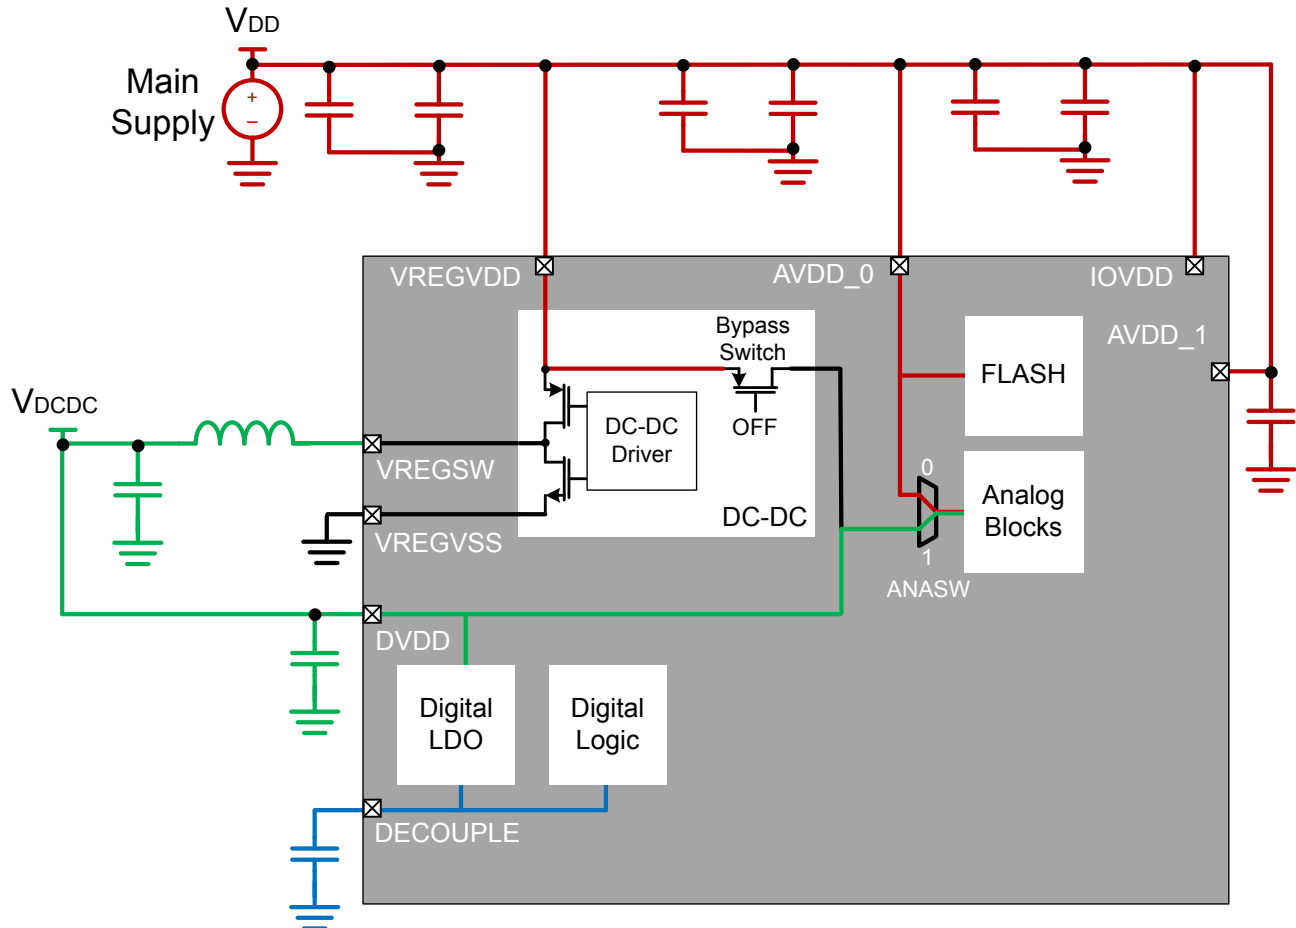 VDD
Main
Supply
+
–
VREGVDD
AVDD_0
IOVDD
AVDD_1
Bypass
Switch
OFF
FLASH
DC-DC
Driver
DC-DC
VDCDC
VREGSW
VREGVSS
0
1
ANASW
Analog
Blocks
DVDD
Digital
LDO
Digital
Logic
DECOUPLE